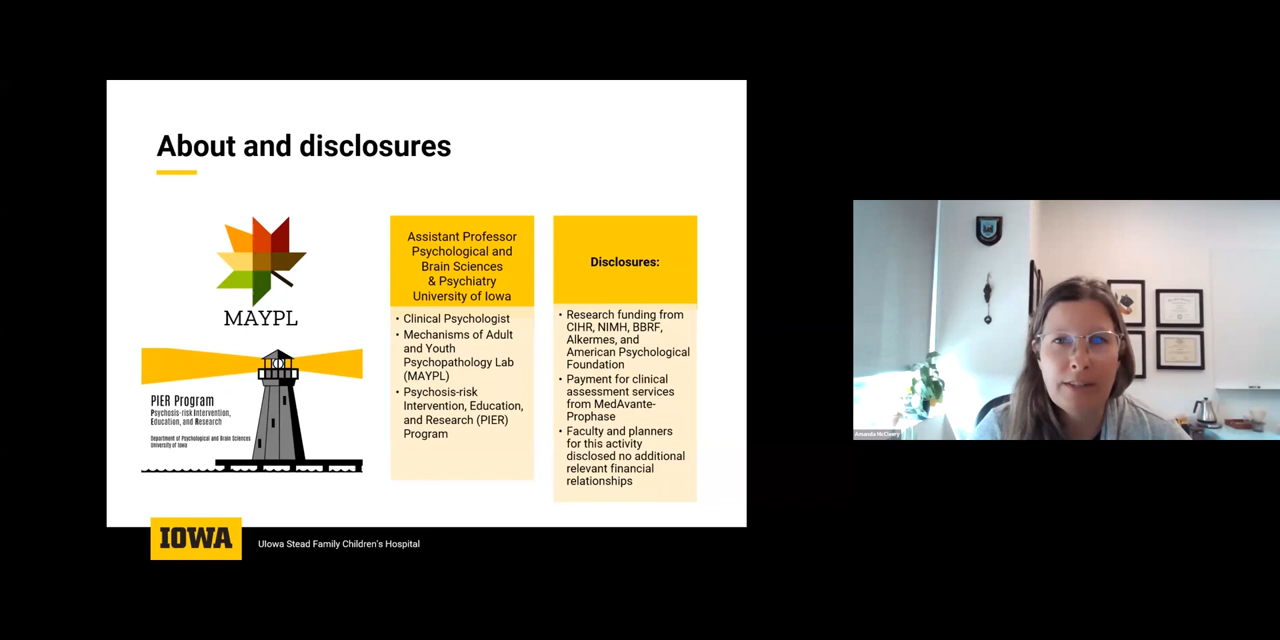 About and disclosures
MAYPL
PIER Program
Psychosis-risk Intervention,
Education, and Research
Department of Psychological and Brain Sciences
University of Iowa
Assistant Professor
Psychological and
Brain Sciences
& Psychiatry
University of Iowa
• Clinical Psychologist
• Mechanisms of Adult
and Youth
Psychopathology Lab
(MAYPL)
• Psychosis-risk
Intervention, Education,
and Research (PIER)
Program
Disclosures:
• Research funding from
CIHR, NIMH, BBRF,
Alkermes, and
American Psychological
Foundation
• Payment for clinical
assessment services
from MedAvante-
Prophase
• Faculty and planners
for this activity
disclosed no additional
relevant financial
relationships
IOWA
UIowa Stead Family Children's Hospital
Amanda McCleery